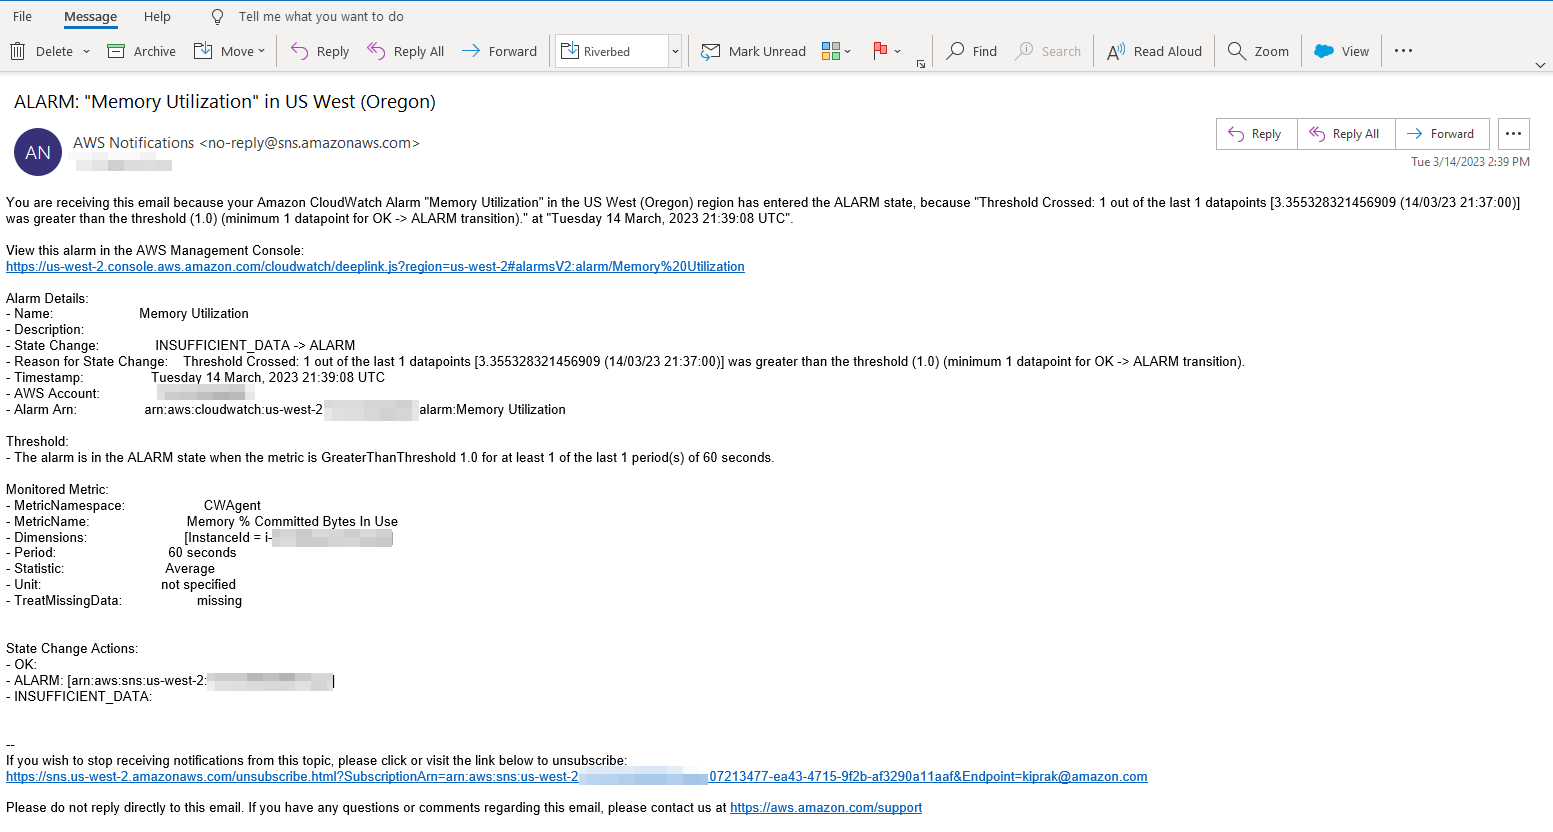 File Message Help Tell me what you want to do
Delete Archive Move Reply Reply All Forward Riverbed Mark Unread Find Search Read Aloud Zoom View
ALARM: "Memory Utilization" in US West (Oregon)
AN
AWS Notifications <no-reply@sns.amazonaws.com>
Reply Reply All Forward
Tue 3/14/2023 2:39 PM
You are receiving this email because your Amazon CloudWatch Alarm "Memory Utilization" in the US West (Oregon) region has entered the ALARM state, because "Threshold Crossed: 1 out of the last 1 datapoints [3.355328321456909 (14/03/23 21:37:00)]
was greater than the threshold (1.0) (minimum 1 datapoint for OK -> ALARM transition)." at "Tuesday 14 March, 2023 21:39:08 UTC".
View this alarm in the AWS Management Console:
https://us-west-2.console.aws.amazon.com/cloudwatch/deeplink.js?region=us-west-2#alarmsV2:alarm/Memory%20Utilization
Alarm Details:
- Name: Memory Utilization
- Description:
- State Change: INSUFFICIENT_DATA -> ALARM
- Reason for State Change: Threshold Crossed: 1 out of the last 1 datapoints [3.355328321456909 (14/03/23 21:37:00)] was greater than the threshold (1.0) (minimum 1 datapoint for OK -> ALARM transition).
- Timestamp: Tuesday 14 March, 2023 21:39:08 UTC
- AWS Account:
- Alarm Arn: arn:aws:cloudwatch:us-west-2 alarm:Memory Utilization
Threshold:
- The alarm is in the ALARM state when the metric is GreaterThanThreshold 1.0 for at least 1 of the last 1 period(s) of 60 seconds.
Monitored Metric:
- MetricNamespace: CWAgent
- MetricName: Memory % Committed Bytes In Use
- Dimensions: [InstanceId = i- ]
- Period: 60 seconds
- Statistic: Average
- Unit: not specified
- TreatMissingData: missing
State Change Actions:
- OK:
- ALARM: [arn:aws:sns:us-west-2: ]
- INSUFFICIENT_DATA:
--
If you wish to stop receiving notifications from this topic, please click or visit the link below to unsubscribe:
https://sns.us-west-2.amazonaws.com/unsubscribe.html?SubscriptionArn=arn:aws:sns:us-west-2 07213477-ea43-4715-9f2b-af3290a11aaf&Endpoint=kiprak@amazon.com
Please do not reply directly to this email. If you have any questions or comments regarding this email, please contact us at https://aws.amazon.com/support